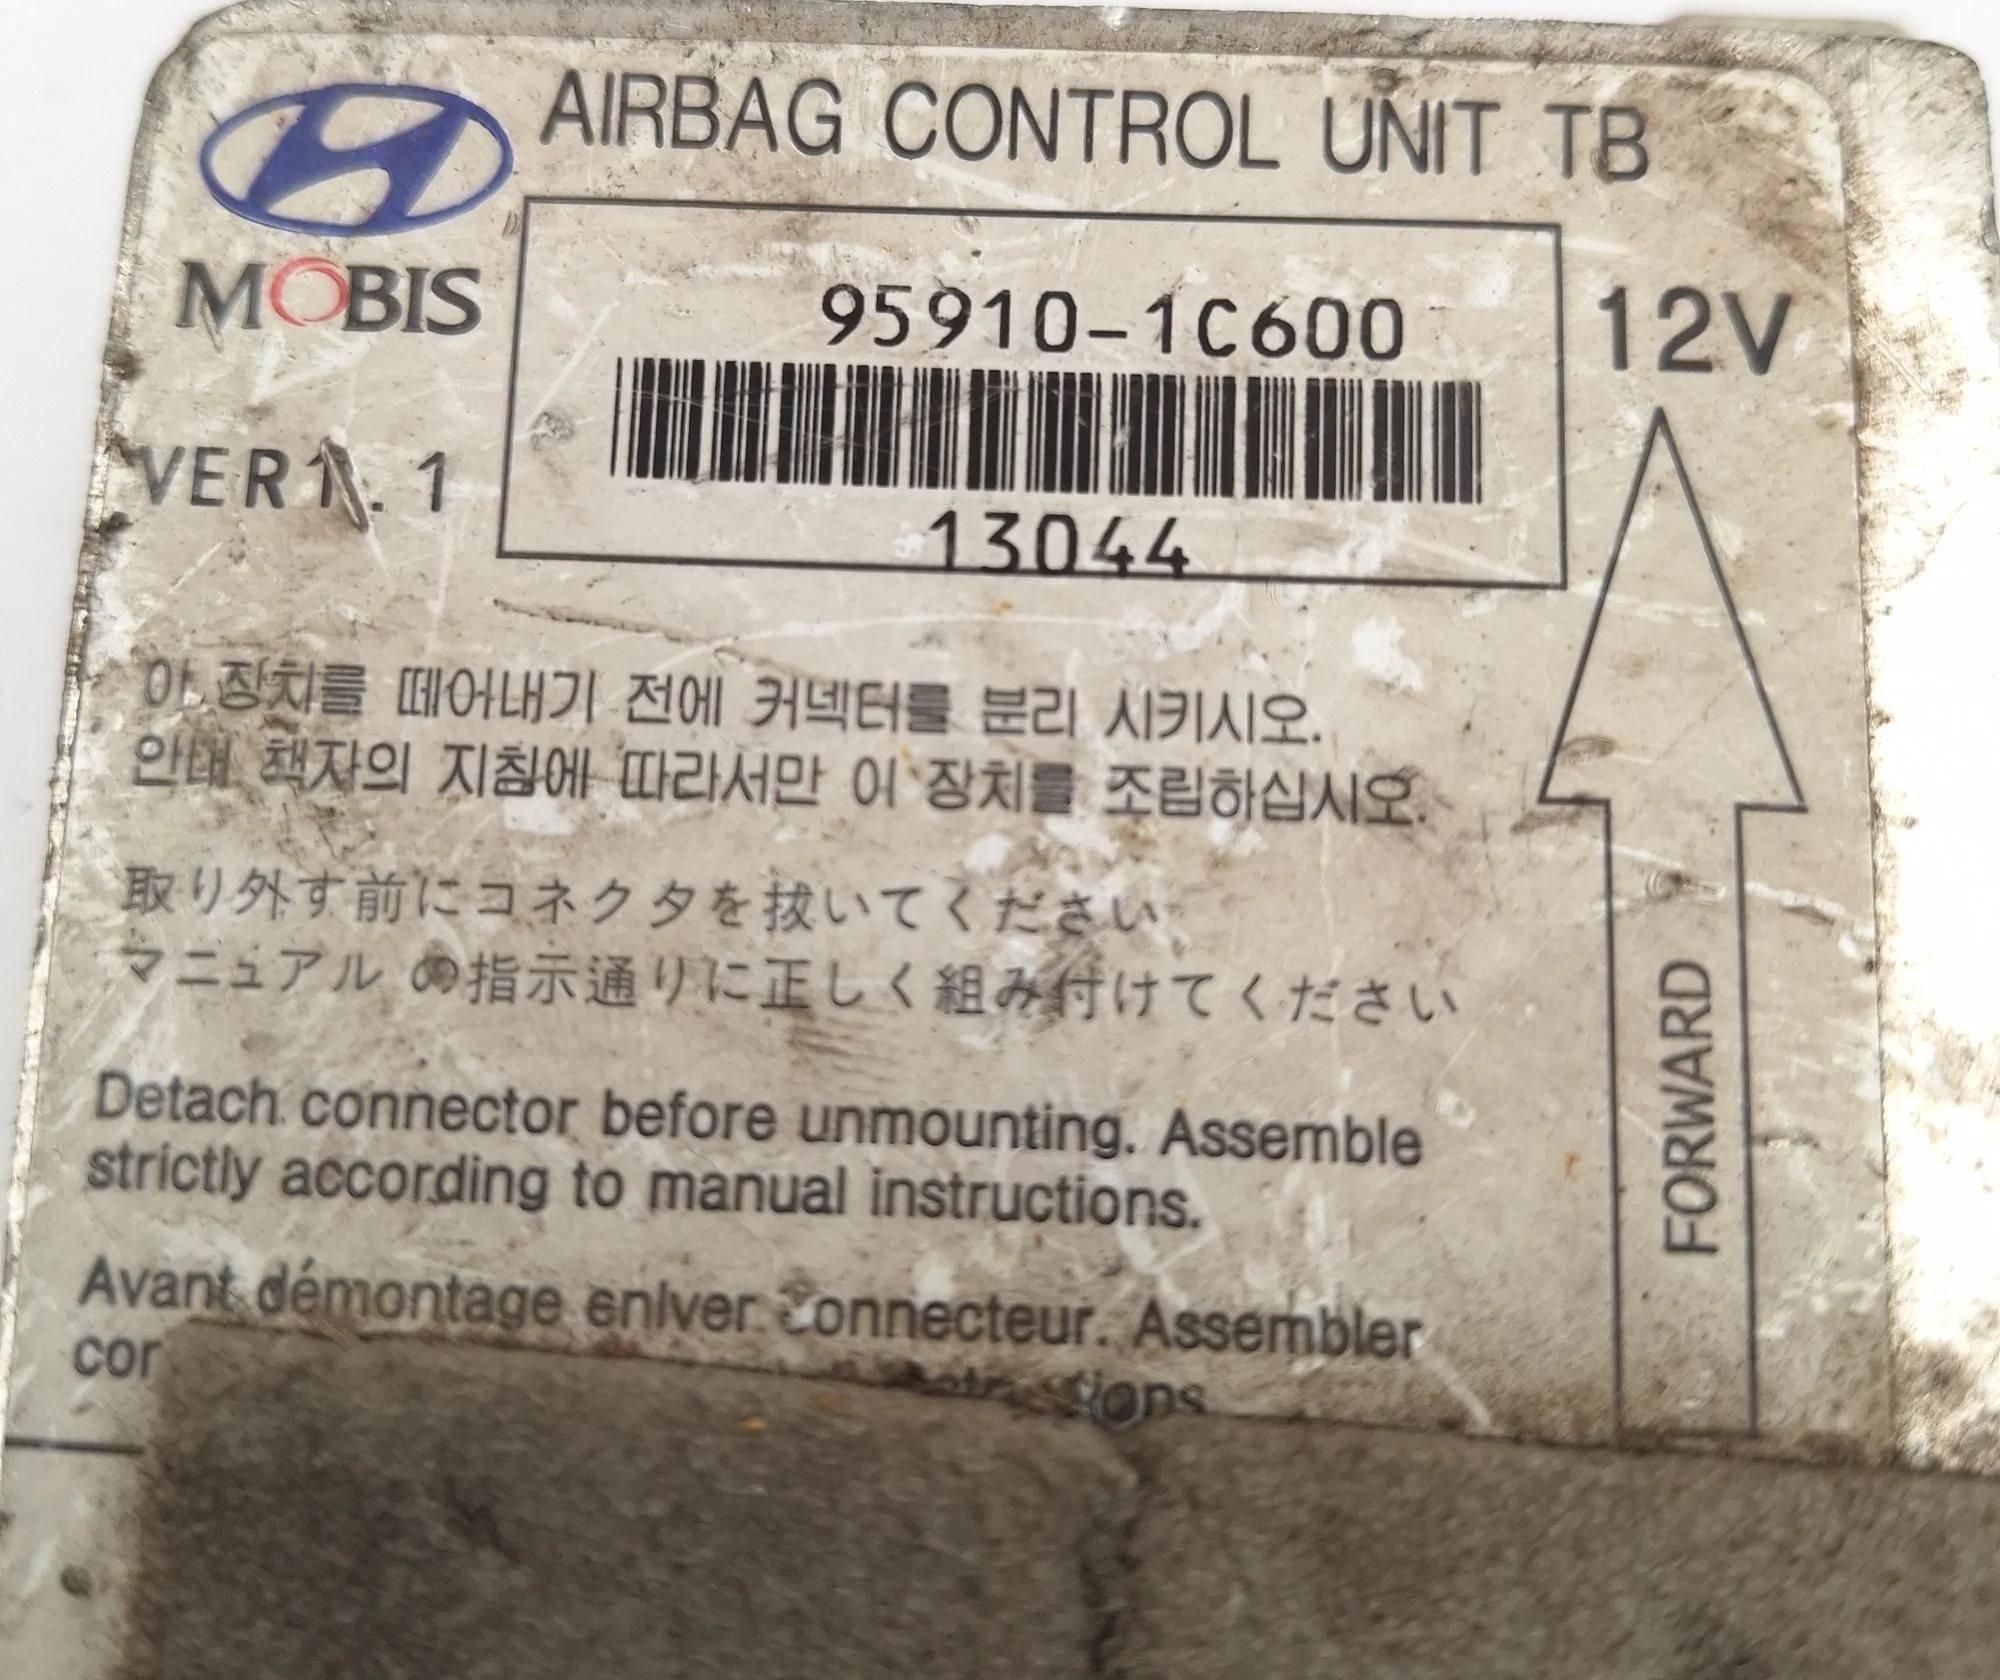 AIRBAG CONTROL UNIT TB
MOBIS
95910-1C600
12V
VER1.1
13044
이 장치를 떼어내기 전에 커넥터를 분리 시키시오.
안내 책자의 지침에 따라서만 이 장치를 조립하십시오.
取り外す前にコネクタを抜いてください
マニュアル の指示通りに正しく組み付けてください
Detach connector before unmounting. Assemble
strictly according to manual instructions.
Avant démontage enlver connecteur. Assembler
FORWARD